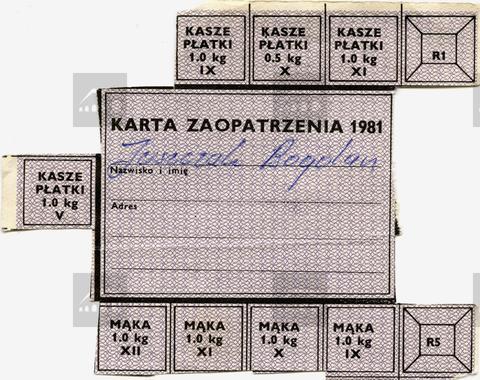 KASZE
PŁATKI
1.0 kg
IX
KASZE
PŁATKI
0.5 kg
X
KASZE
PŁATKI
1.0 kg
XI
R1
KARTA ZAOPATRZENIA 1981
Juszczak Bogdan
Nazwisko i imię
KASZE
PŁATKI
1.0 kg
V
Adres
MĄKA
1.0 kg
XII
MĄKA
1.0 kg
XI
MĄKA
1.0 kg
X
MĄKA
1.0 kg
IX
R5